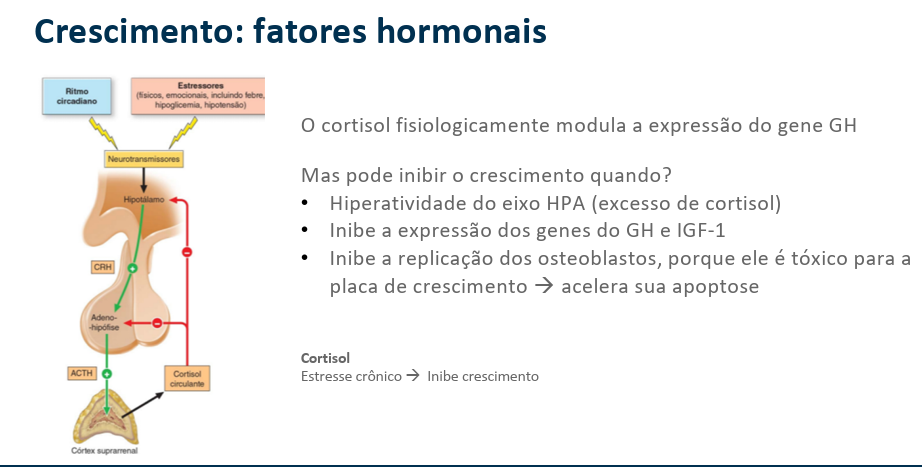 Crescimento: fatores hormonais
Ritmo
circadiano
Estressores
(físicos, emocionais, incluindo febre,
hipoglicemia, hipotensão)
Neurotransmissores
Hipotálamo
CRH
Adeno-
-hipófise
ACTH
Cortisol
circulante
Córtex suprarrenal
O cortisol fisiologicamente modula a expressão do gene GH
Mas pode inibir o crescimento quando?
• Hiperatividade do eixo HPA (excesso de cortisol)
• Inibe a expressão dos genes do GH e IGF-1
• Inibe a replicação dos osteoblastos, porque ele é tóxico para a
placa de crescimento → acelera sua apoptose
Cortisol
Estresse crônico → Inibe crescimento